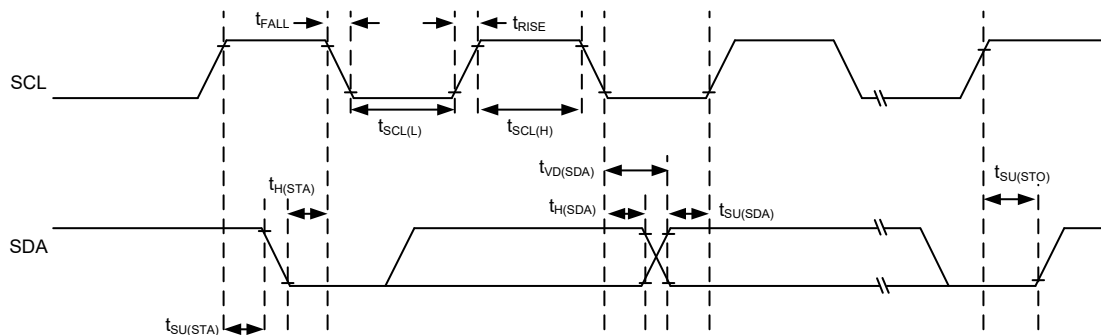 tFALL
tRISE
SCL
tSCL(L)
tSCL(H)
tVD(SDA)
tSU(STO)
tH(STA)
tH(SDA)
tSU(SDA)
SDA
tSU(STA)